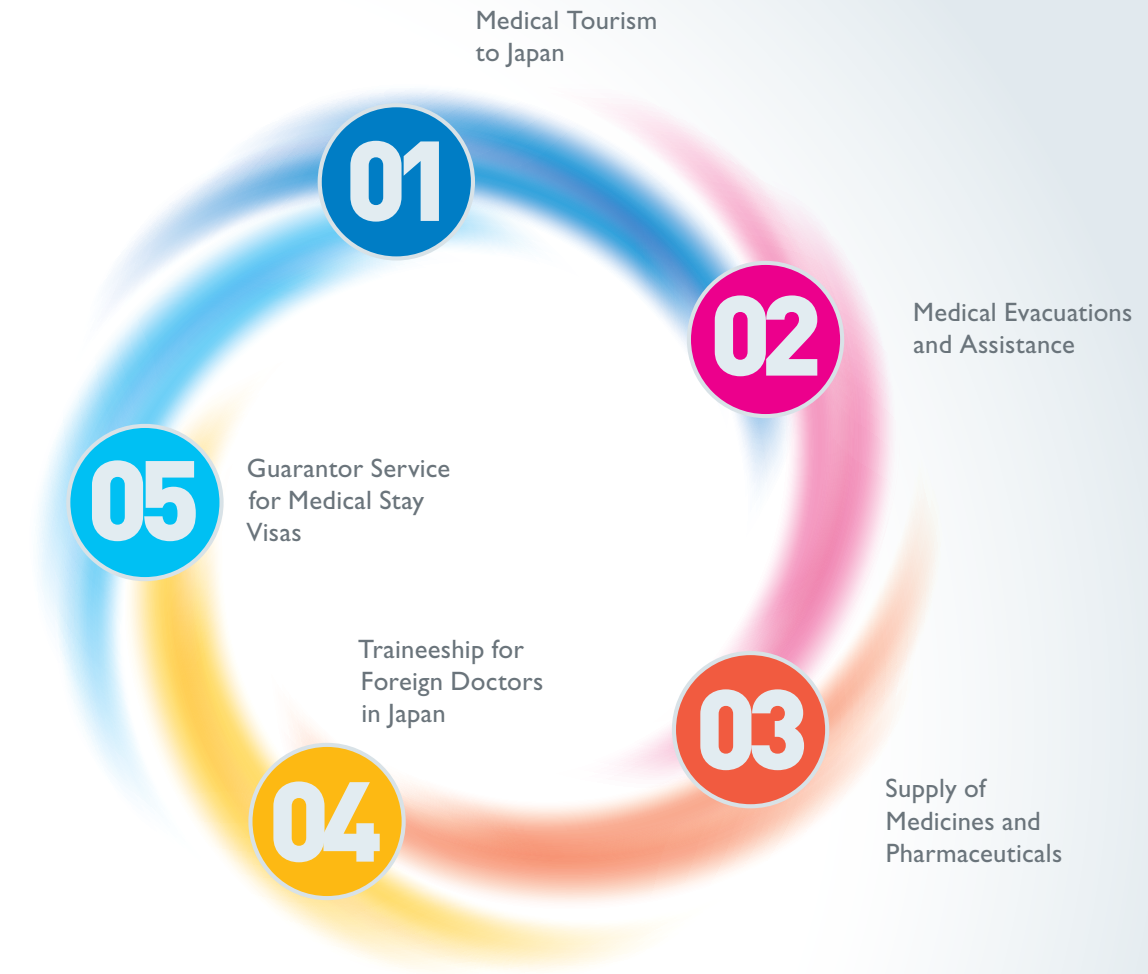 01
Medical Tourism
to Japan
02
Medical Evacuations
and Assistance
03
Supply of
Medicines and
Pharmaceuticals
04
Traineeship for
Foreign Doctors
in Japan
05
Guarantor Service
for Medical Stay
Visas